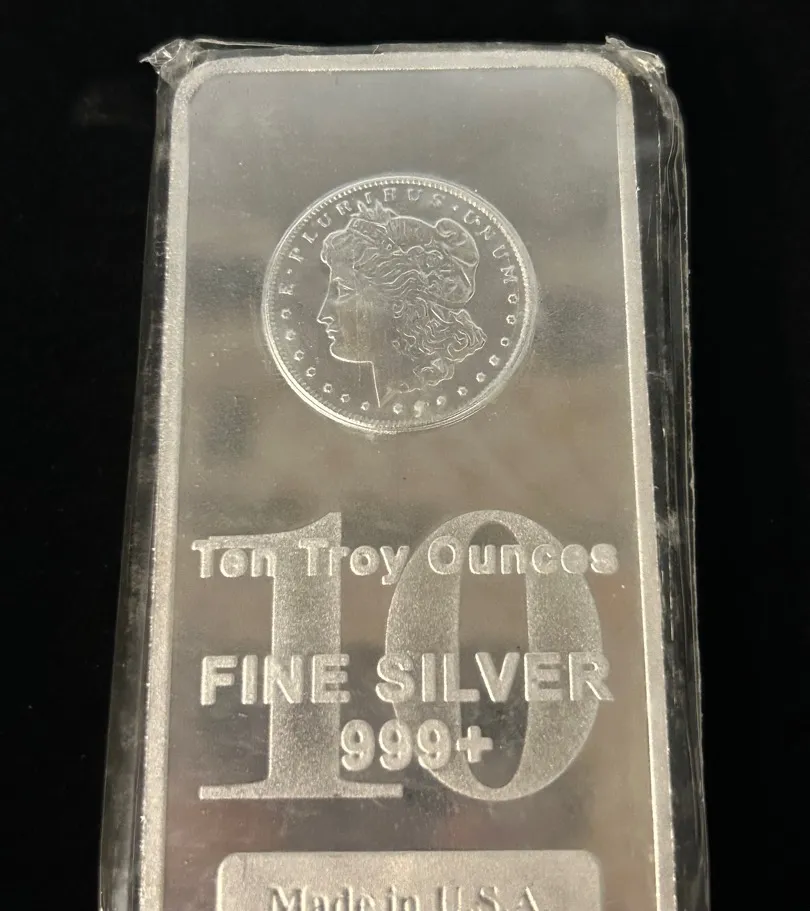 E · PLURIBUS · UNUM
10
Ten Troy Ounces
FINE SILVER
999+
Made in U.S.A